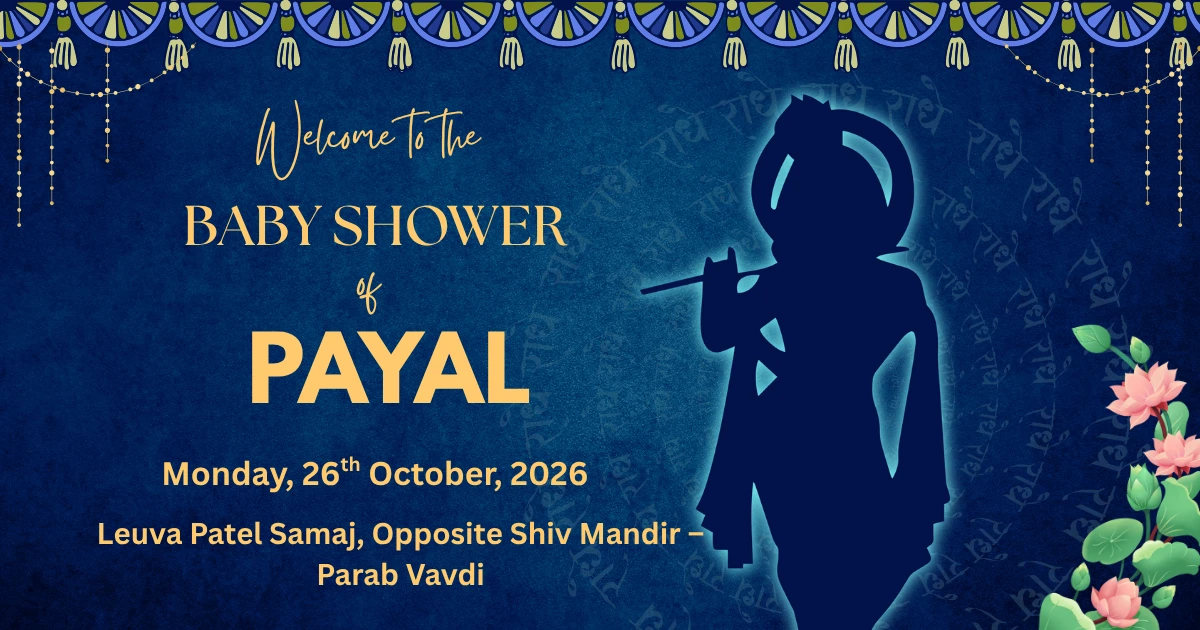 Welcome to the
BABY SHOWER
of
PAYAL
Monday, 26th October, 2026
Leuva Patel Samaj, Opposite Shiv Mandir –
Parab Vavdi
राधे राधे राधे राधे